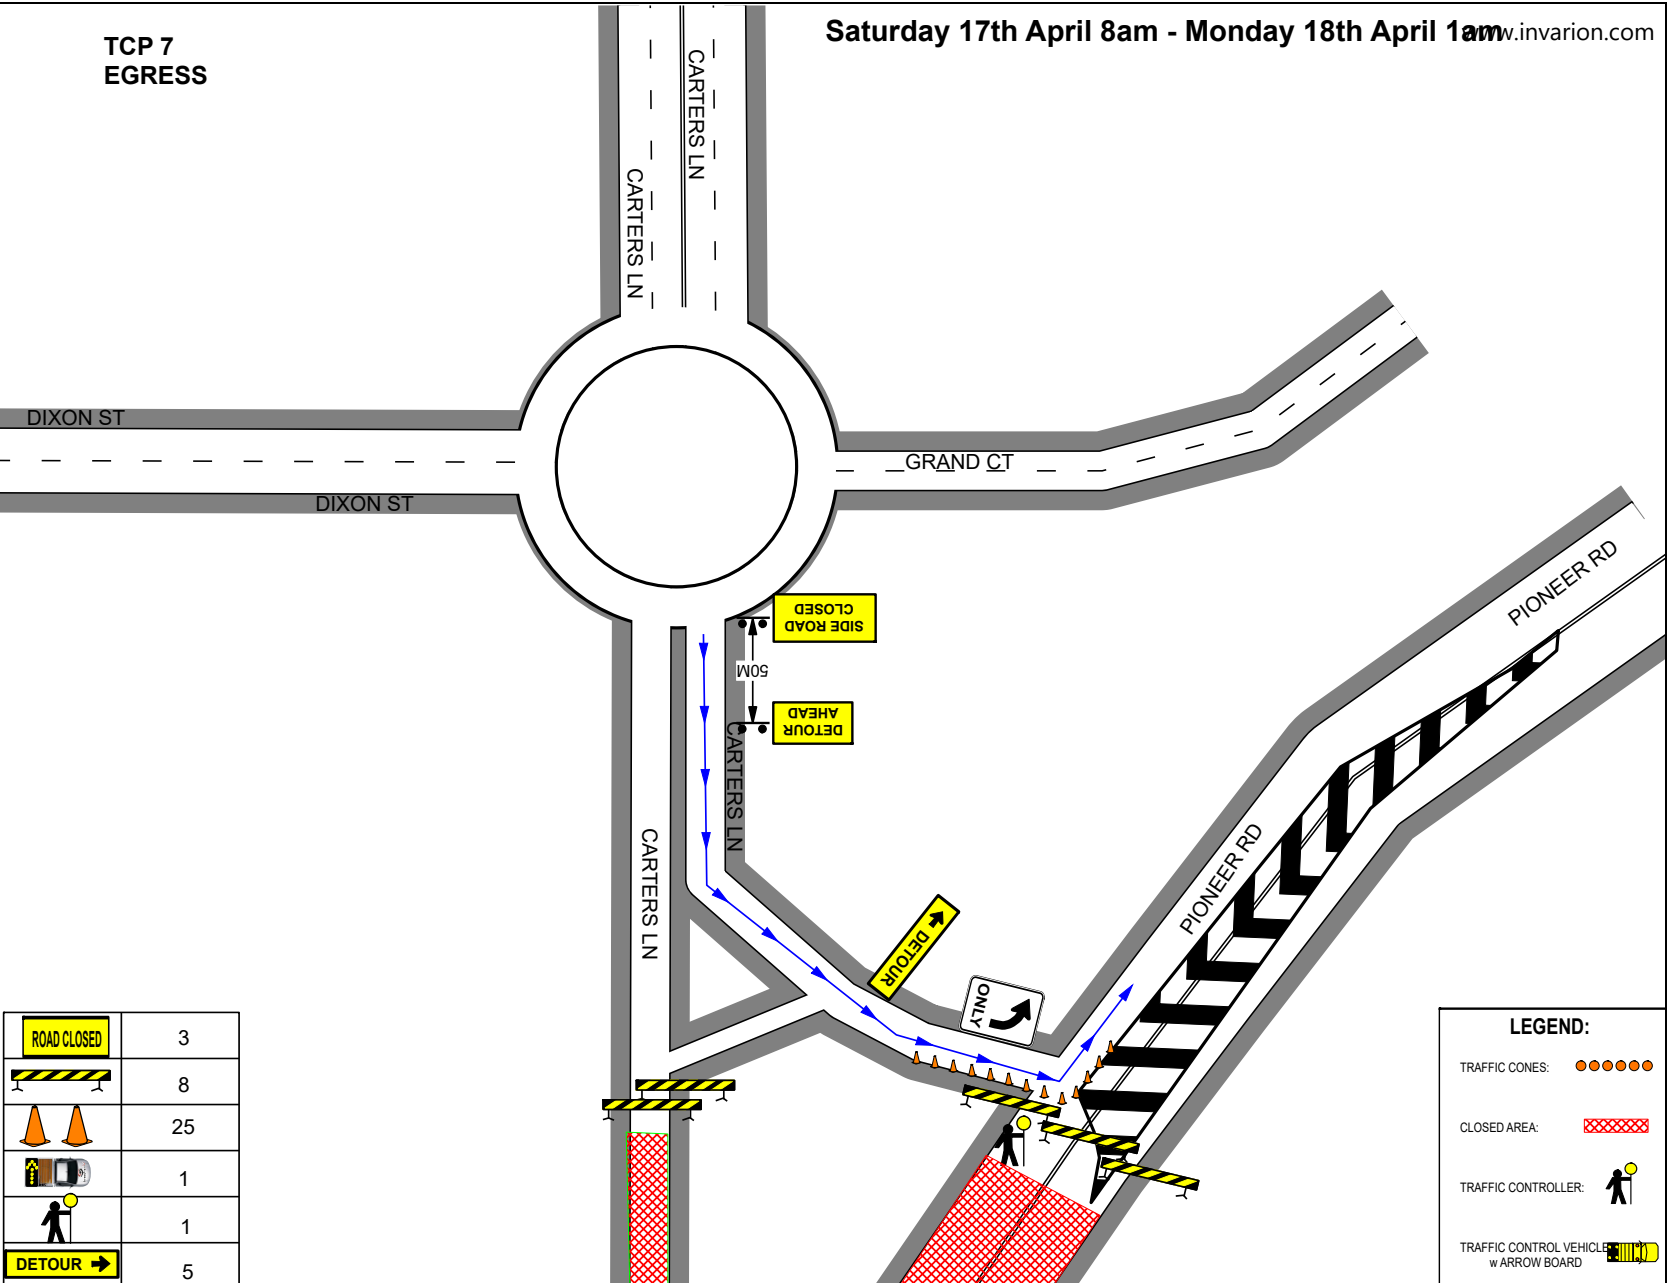 TCP 7
EGRESS
Saturday 17th April 8am - Monday 18th April 1am
www.invarion.com
CARTERS LN
CARTERS LN
DIXON ST
DIXON ST
GRAND CT
PIONEER RD
SIDE ROAD
CLOSED
50M
DETOUR
AHEAD
CARTERS LN
CARTERS LN
PIONEER RD
DETOUR
ONLY
ROAD CLOSED 3
8
25
1
1
DETOUR 5
LEGEND:
TRAFFIC CONES:
CLOSED AREA:
TRAFFIC CONTROLLER:
TRAFFIC CONTROL VEHICLE
w ARROW BOARD